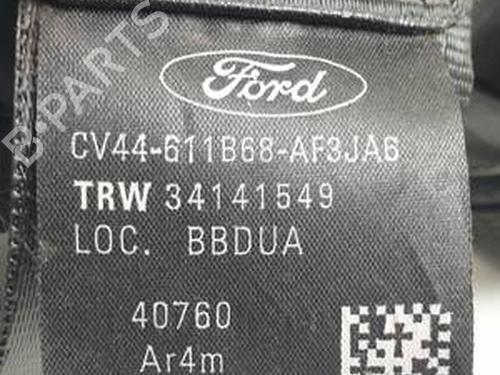 B-PARTS
Ford
CV44-611B68-AF3JA6
TRW 34141549
LOC. BBDUA
40760
Ar4m